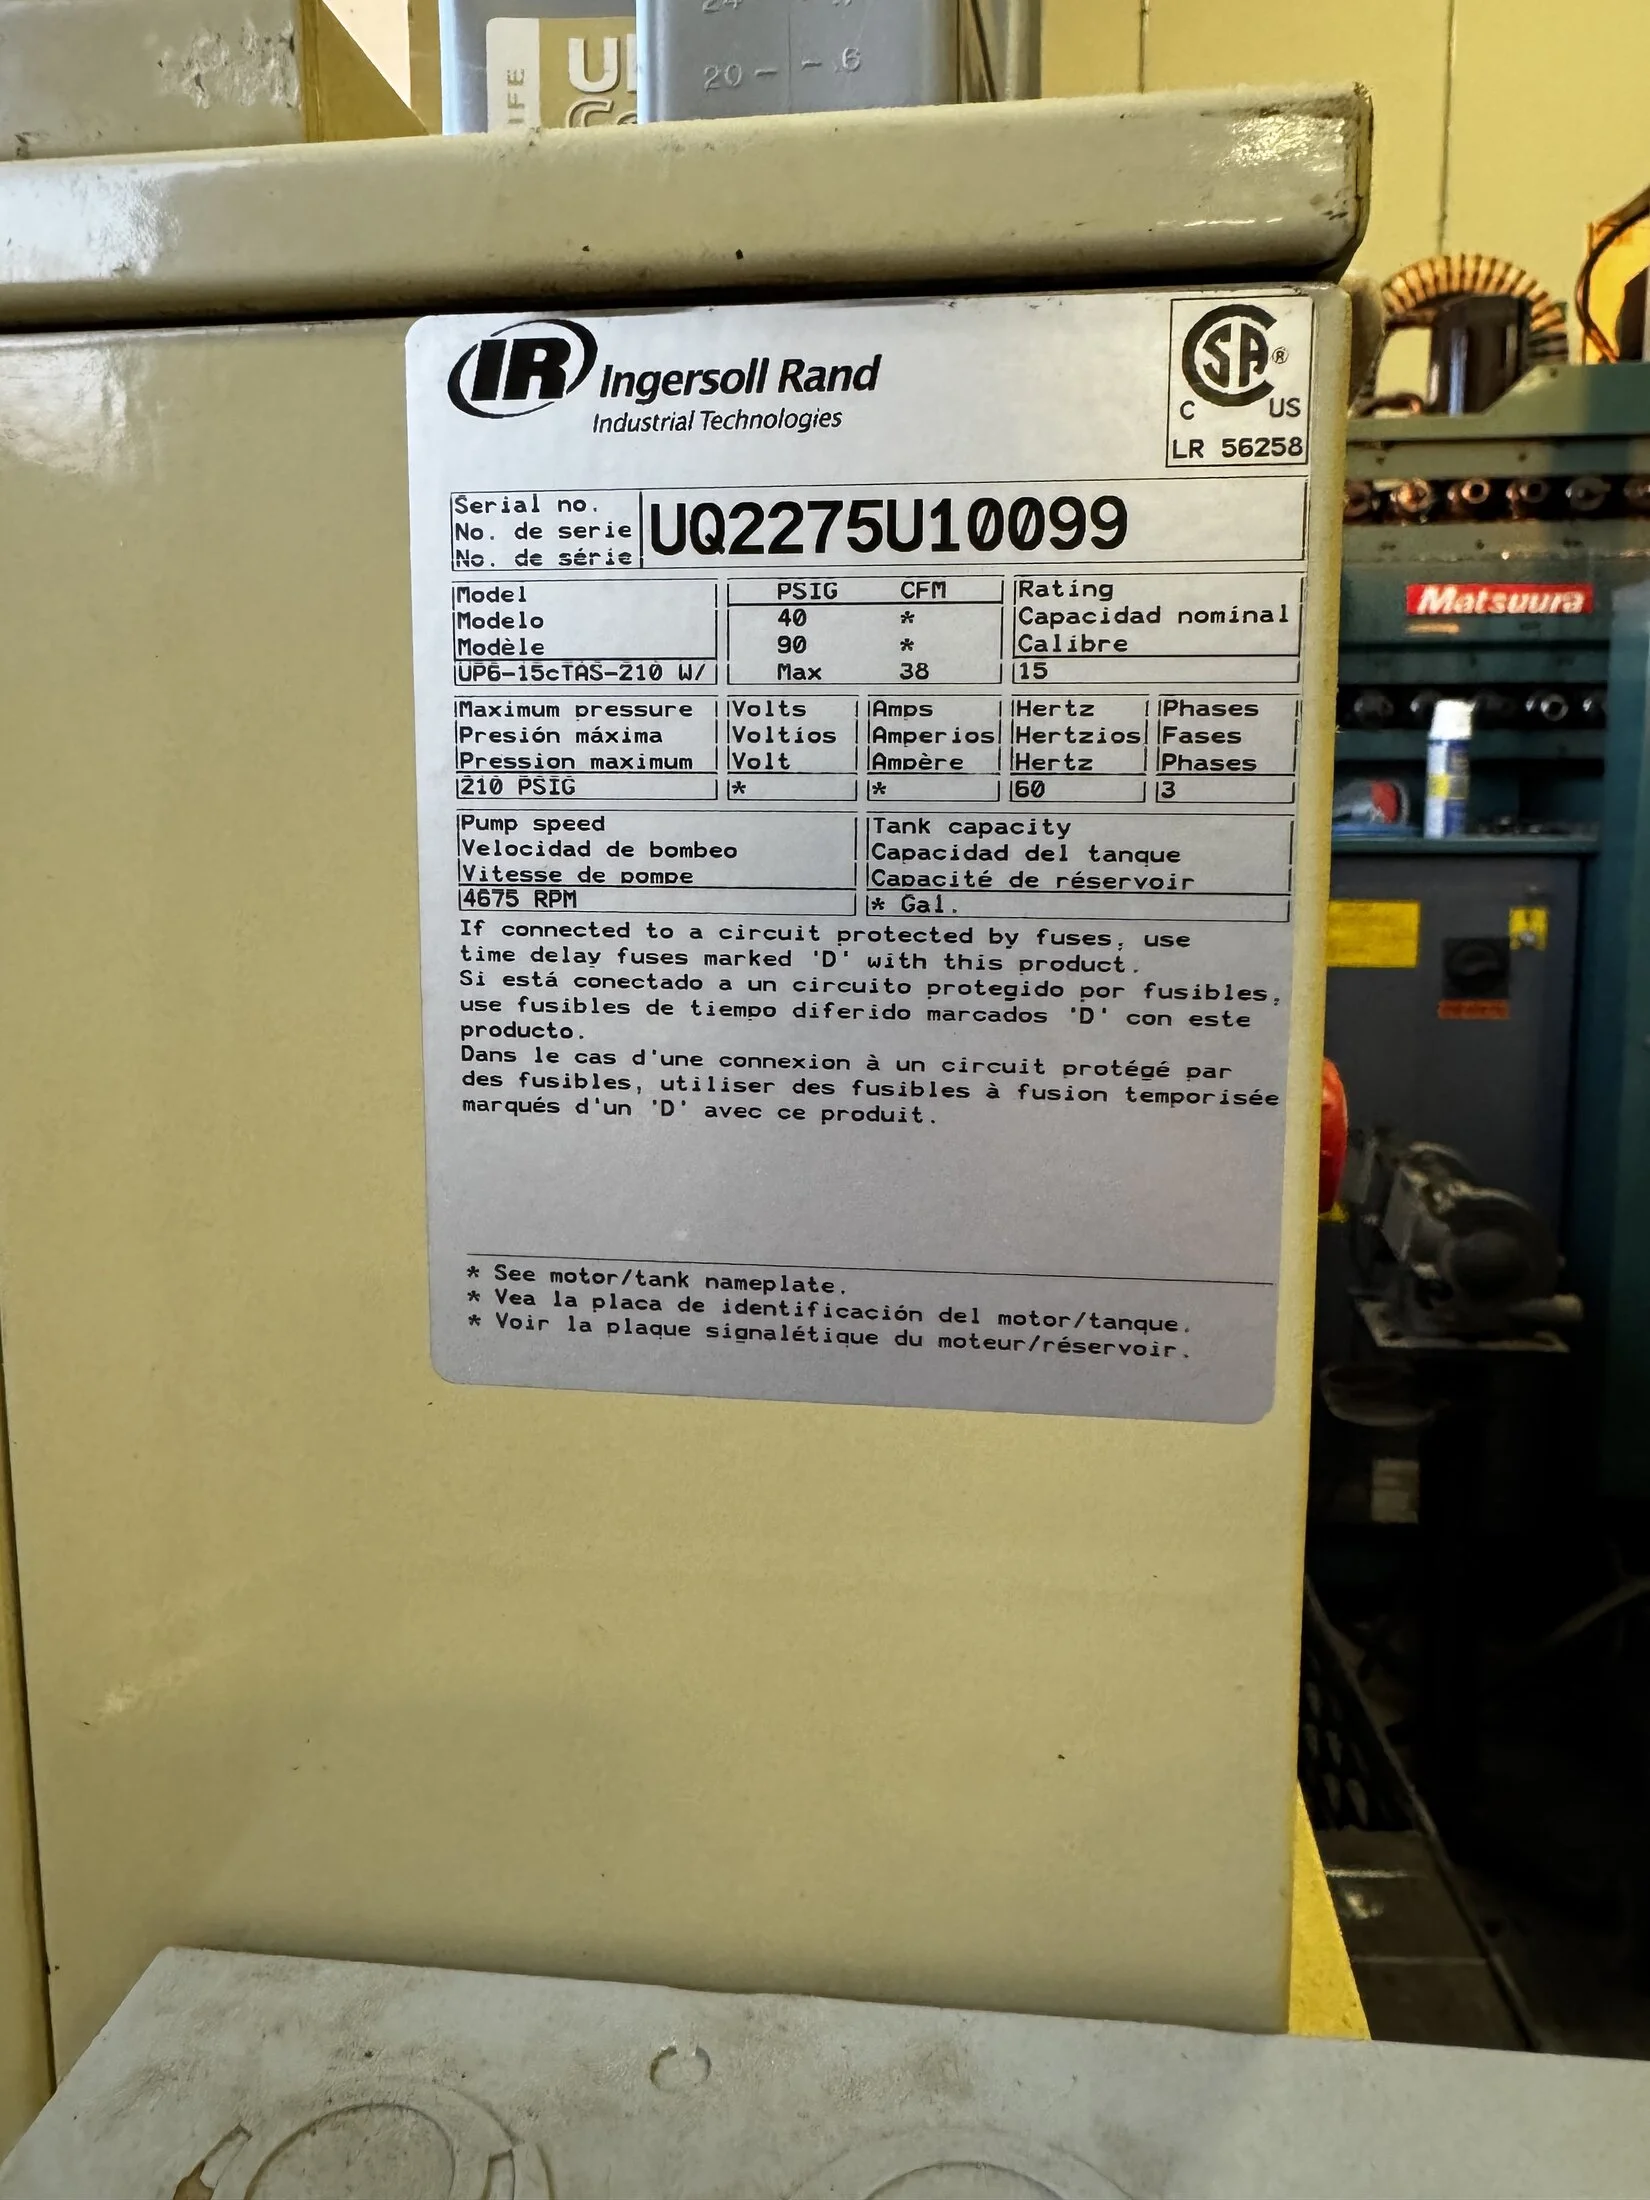 24
20 - - 6
IFE
IR Ingersoll Rand
Industrial Technologies
CSA ®
C US
LR 56258
Serial no.
No. de serie
No. de série
UQ2275U10099
Model PSIG CFM Rating
Modelo 40 * Capacidad nominal
Modèle 90 * Calibre
UP6-15cTAS-210 W/ Max 38 15
Maximum pressure Volts Amps Hertz Phases
Presión máxima Voltios Amperios Hertzios Fases
Pression maximum Volt Ampère Hertz Phases
210 PSIG * * 60 3
Pump speed Tank capacity
Velocidad de bombeo Capacidad del tanque
Vitesse de pompe Capacité de réservoir
4675 RPM * Gal.
If connected to a circuit protected by fuses, use
time delay fuses marked 'D' with this product.
Si está conectado a un circuito protegido por fusibles,
use fusibles de tiempo diferido marcados 'D' con este
producto.
Dans le cas d'une connexion à un circuit protégé par
des fusibles, utiliser des fusibles à fusion temporisée
marqués d'un 'D' avec ce produit.
* See motor/tank nameplate.
* Vea la placa de identificación del motor/tanque.
* Voir la plaque signalétique du moteur/réservoir.
Matsuura